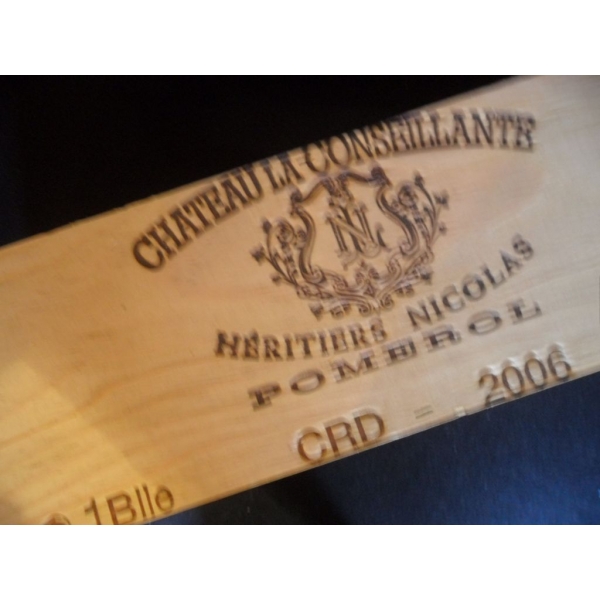 CHATEAU LA CONSEILLANTE
HÉRITIERS NICOLAS
POMEROL
CRD 2006
1Blle